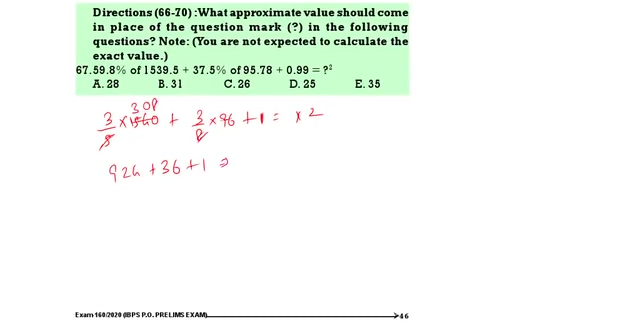 Directions (66-70) :What approximate value should come
in place of the question mark (?) in the following
questions? Note: (You are not expected to calculate the
exact value.)
67.59.8% of 1539.5 + 37.5% of 95.78 + 0.99 = ?²
A. 28 B. 31 C. 26 D. 25 E. 35
308
3/5 × 1540 + 3/8 × 96 + 1 = x 2
924 + 36 + 1 =
Exam 160/2020 (IBPS P.O. PRELIMS EXAM) 46